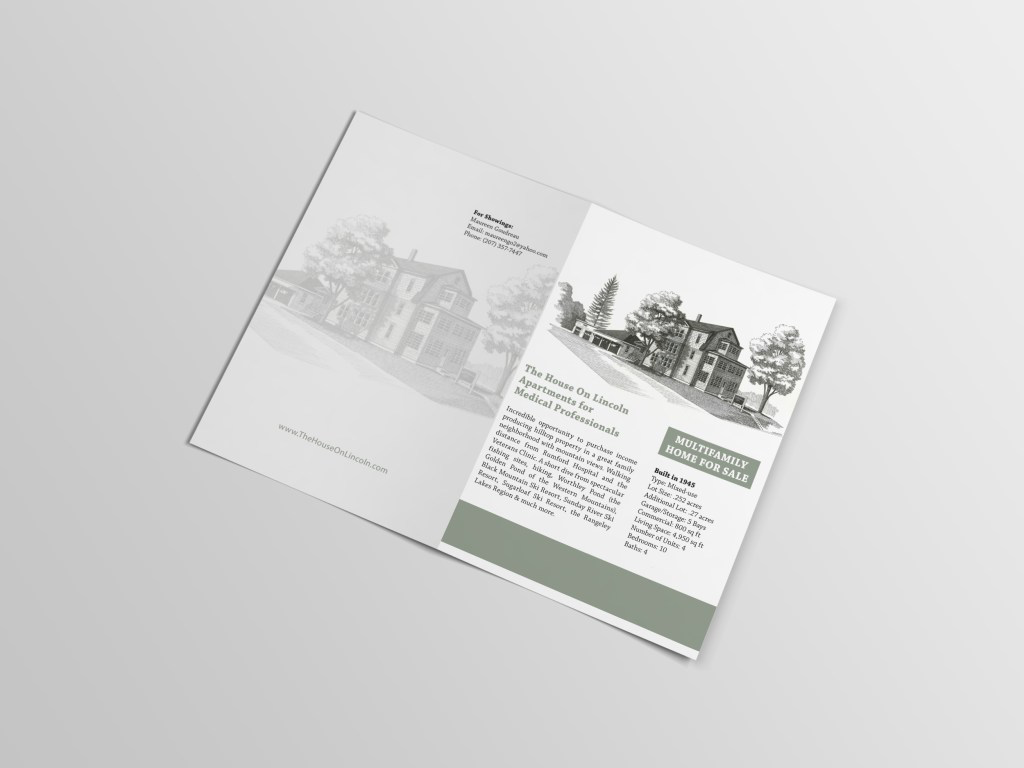 For Showings:
Maureen Goudreau
Email: maureengo2@yahoo.com
Phone: (207) 357-7447
www.TheHouseOnLincoln.com
The House On Lincoln
Apartments for
Medical Professionals
Incredible opportunity to purchase income
producing hilltop property in a great family
neighborhood with mountain views. Walking
distance from Rumford Hospital and the
Veterans Clinic. A short dive from spectacular
fishing sites, hiking, Worthley Pond (the
Golden Pond of the Western Mountains),
Black Mountain Ski Resort, Sunday River Ski
Resort, Sugarloaf Ski Resort, the Rangeley
Lakes Region & much more.
MULTIFAMILY
HOME FOR SALE
Built in 1945
Type: Mixed-use
Lot Size: .252 acres
Additional Lot: .27 acres
Garage/Storage: 5 Bays
Commercial: 800 sq ft
Living Space: 4,950 sq ft
Number of Units: 4
Bedrooms: 10
Baths: 4